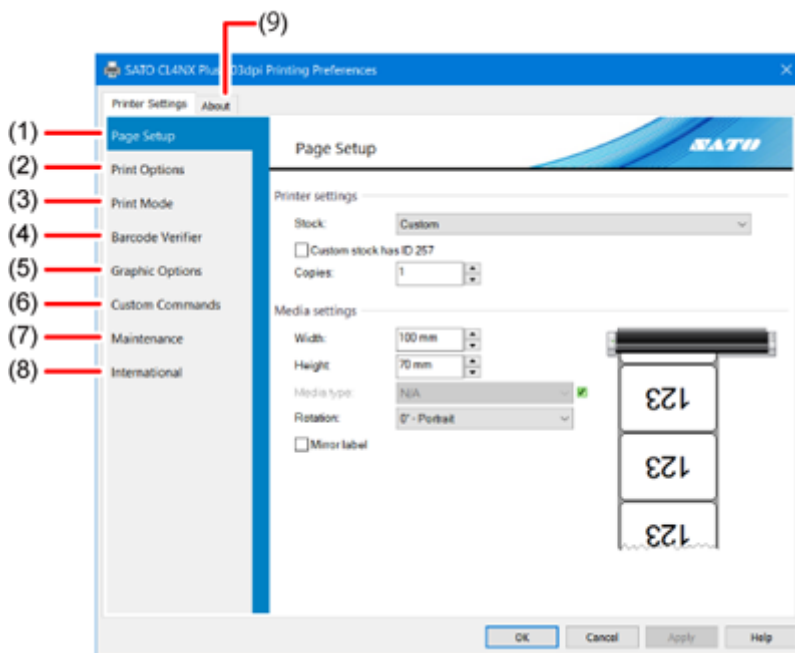 (9)
SATO CL4NX Plus 203dpi Printing Preferences
Printer Settings About
(1) Page Setup
(2) Print Options
(3) Print Mode
(4) Barcode Verifier
(5) Graphic Options
(6) Custom Commands
(7) Maintenance
(8) International
Page Setup
SATO
Printer settings
Stock: Custom
Custom stock has ID 257
Copies: 1
Media settings
Width: 100 mm
Height: 70 mm
Media type: N/A
Rotation: 0° - Portrait
Mirror label
123
123
123
OK Cancel Apply Help